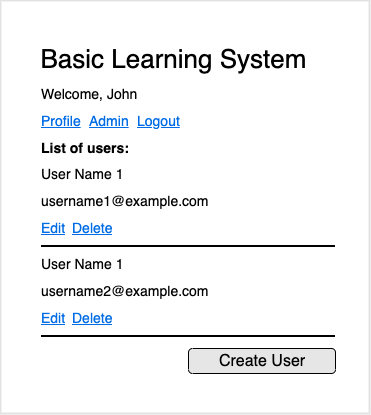 Basic Learning System
Welcome, John
Profile Admin Logout
List of users:
User Name 1
username1@example.com
Edit Delete
User Name 1
username2@example.com
Edit Delete
Create User